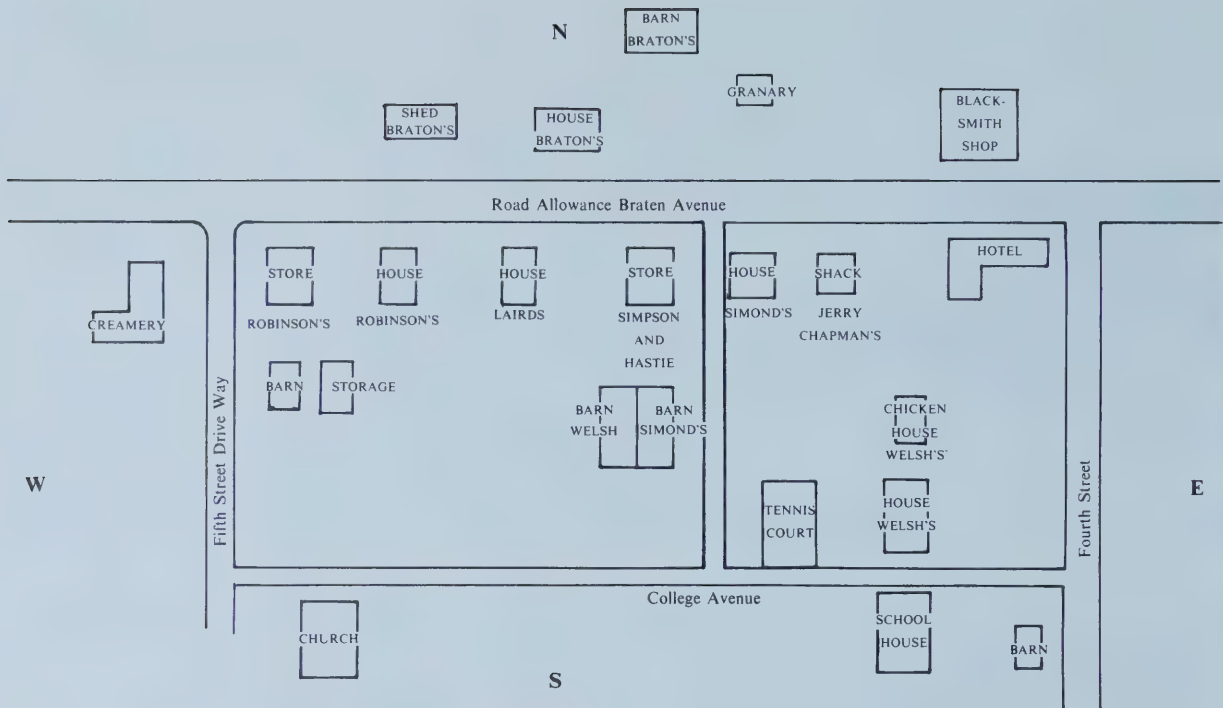 BARN
BRATON'S
N
GRANARY
SHED
BRATON'S
HOUSE
BRATON'S
BLACK-
SMITH
SHOP
Road Allowance Braten Avenue
CREAMERY
STORE
ROBINSON'S
HOUSE
ROBINSON'S
HOUSE
LAIRDS
STORE
SIMPSON
AND
HASTIE
HOUSE
SIMOND'S
SHACK
JERRY
CHAPMAN'S
HOTEL
BARN
STORAGE
BARN
WELSH
BARN
SIMOND'S
CHICKEN
HOUSE
WELSH'S
W
Fifth Street Drive Way
TENNIS
COURT
HOUSE
WELSH'S
Fourth Street
E
College Avenue
CHURCH
SCHOOL
HOUSE
BARN
S